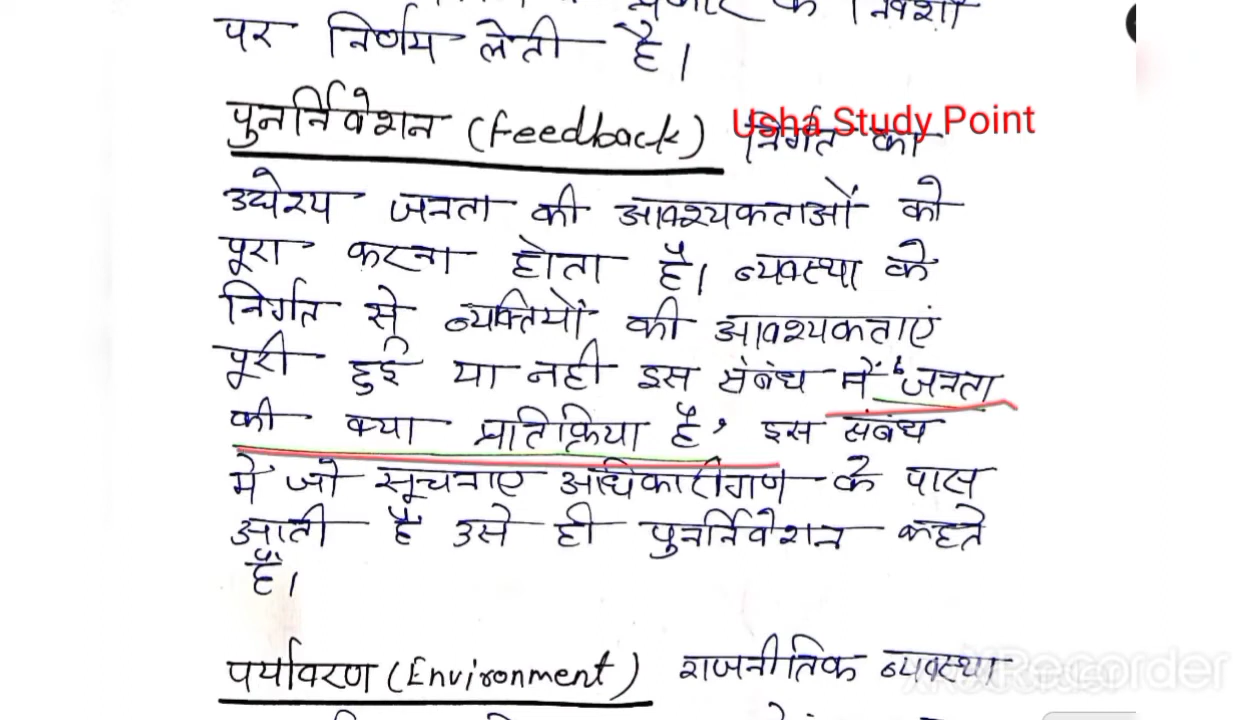 पर निर्णय लेती है।
पुनर्निवेशन (feedback) निर्गत का
Usha Study Point
उद्येश्य जनता की आवश्यकताओं को
पूरा करना होता है। व्यवस्था के
निर्गत से व्यक्तियों की आवश्यकताएं
पूरी हुई या नही इस संबंध में "जनता
की क्या प्रतिक्रिया है, इस संबंध
में जो सूचनाएं अधिकारीगण के पास
आती है उसे ही पुनर्निवेशन कहते
हैं।
पर्यावरण (Environment) राजनीतिक व्यवस्था
XRecorder